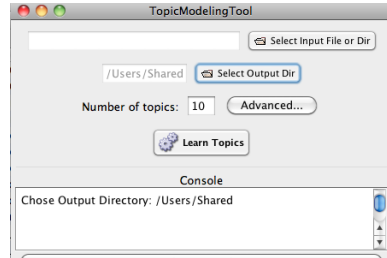 TopicModelingTool
Select Input File or Dir
/Users/Shared Select Output Dir
Number of topics: 10 Advanced...
Learn Topics
Console
Chose Output Directory: /Users/Shared